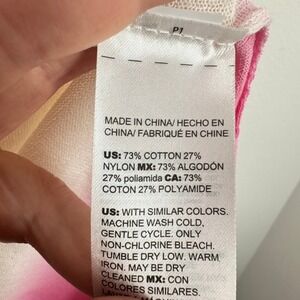 P1
MADE IN CHINA/ HECHO EN
CHINA/ FABRIQUÉ EN CHINE
US: 73% COTTON 27%
NYLON MX: 73% ALGODÓN
27% poliamida CA: 73%
COTON 27% POLYAMIDE
US: WITH SIMILAR COLORS.
MACHINE WASH COLD,
GENTLE CYCLE. ONLY
NON-CHLORINE BLEACH.
TUMBLE DRY LOW. WARM
IRON. MAY BE DRY
CLEANED MX: CON
COLORES SIMILARES.